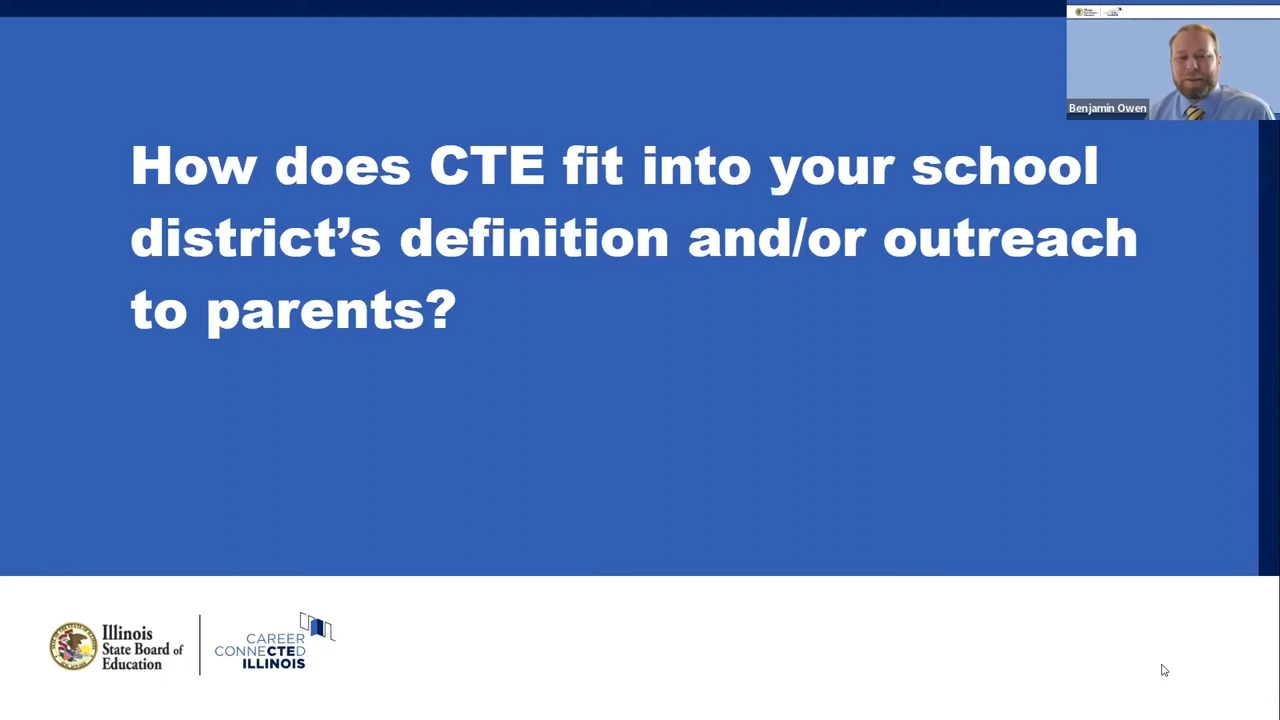 Benjamin Owen
How does CTE fit into your school
district’s definition and/or outreach
to parents?
Illinois
State Board of
Education
CAREER
CONNECTED
ILLINOIS